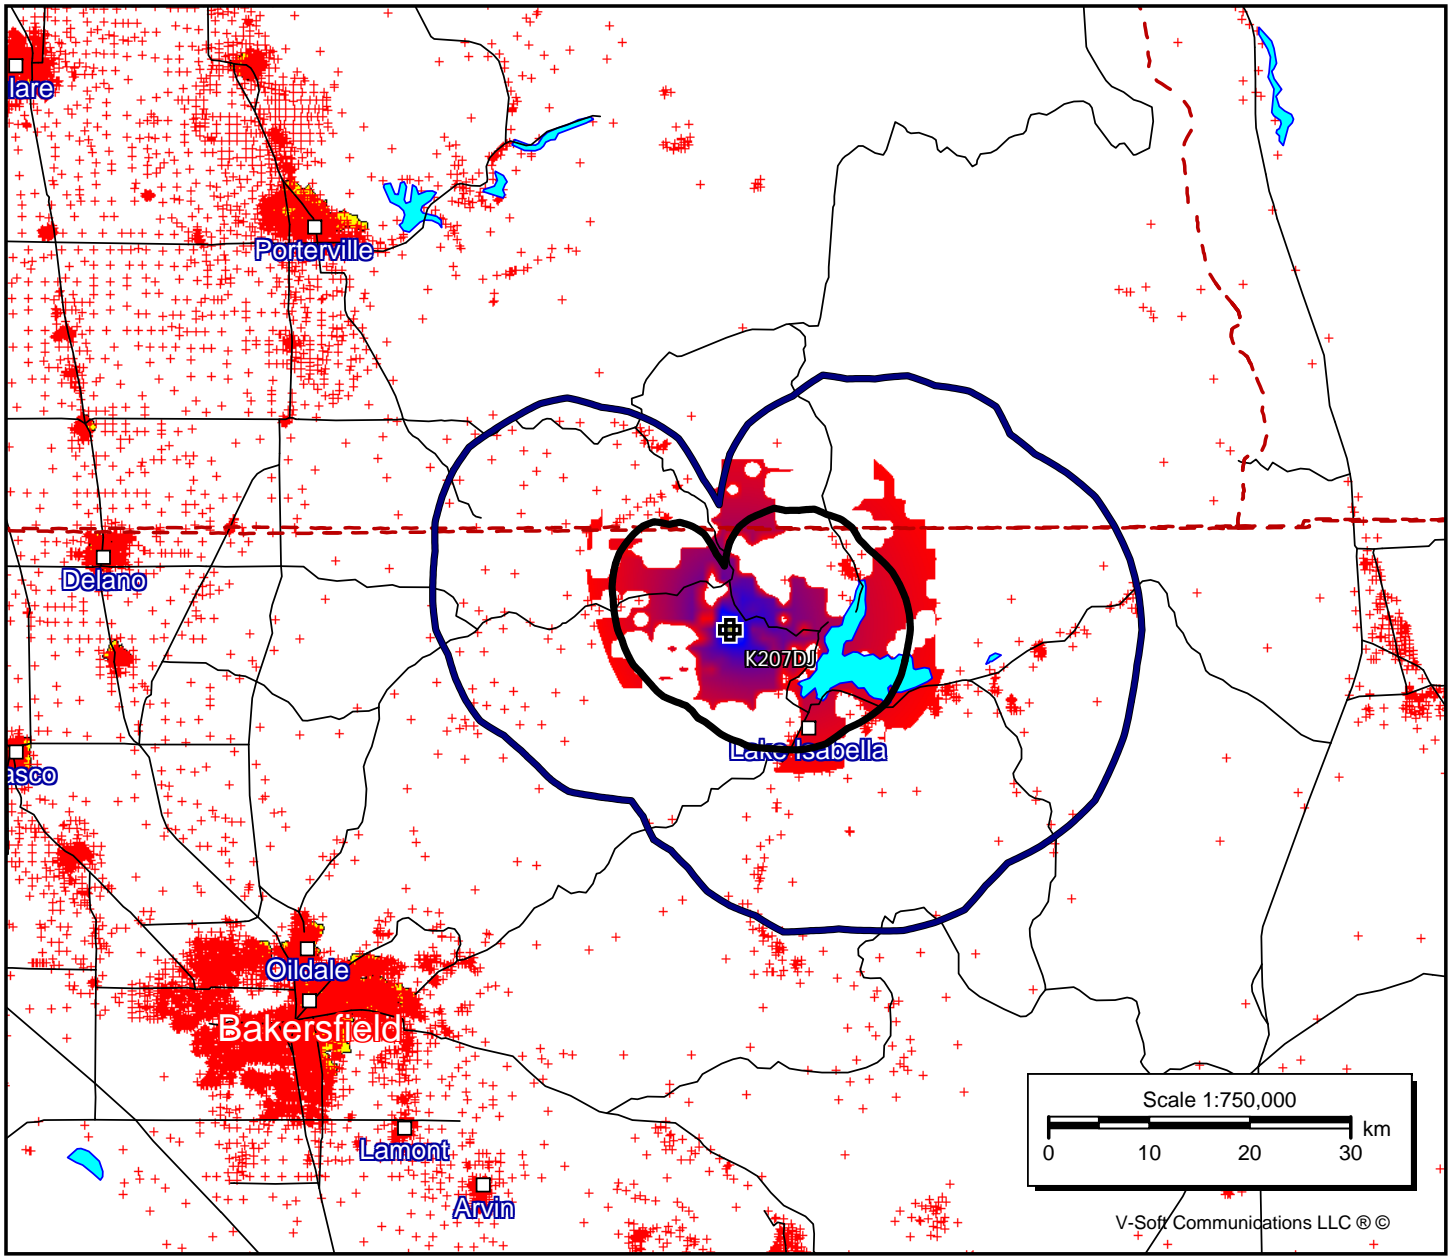 lare
Porterville
Delano
K207DJ
Lake Isabella
asco
Oildale
Bakersfield
Lamont
Arvin
Scale 1:750,000
km
0 10 20 30
V-Soft Communications LLC ® ©